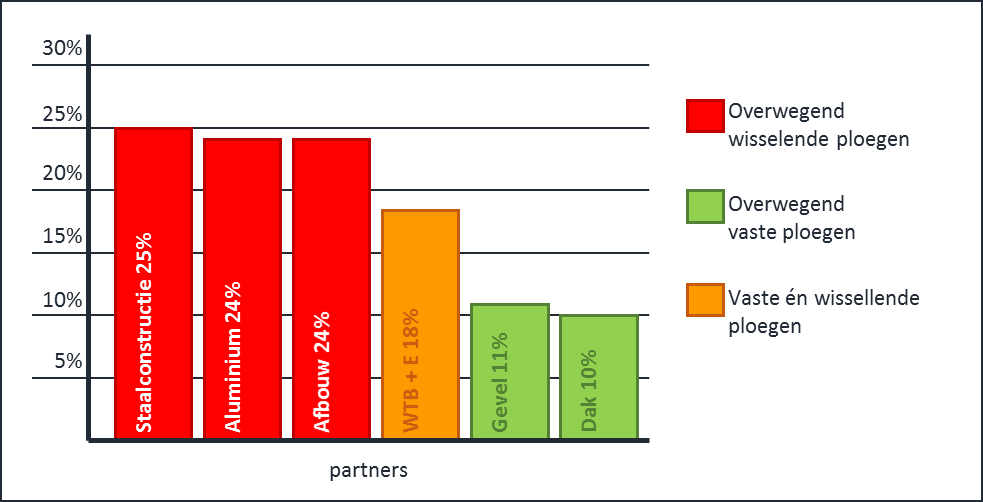 30%
25%
20%
15%
10%
5%
Staalconstructie 25%
Aluminium 24%
Afbouw 24%
WTB + E 18%
Gevel 11%
Dak 10%
partners
Overwegend
wisselende ploegen
Overwegend
vaste ploegen
Vaste én wissellende
ploegen